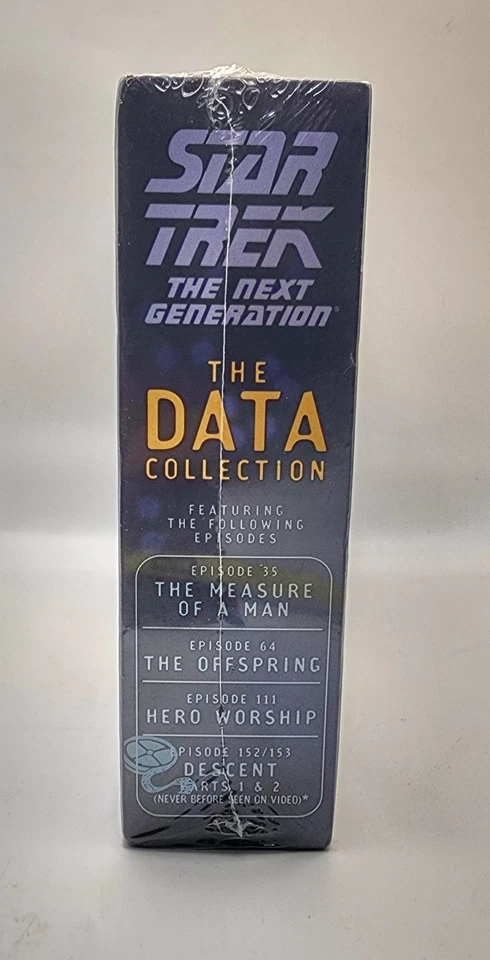 STAR
TREK
THE NEXT
GENERATION®
THE
DATA
COLLECTION
FEATURING
THE FOLLOWING
EPISODES
EPISODE 35
THE MEASURE
OF A MAN
EPISODE 64
THE OFFSPRING
EPISODE 111
HERO WORSHIP
EPISODE 152/153
DESCENT
PARTS 1 & 2
(NEVER BEFORE SEEN ON VIDEO)*